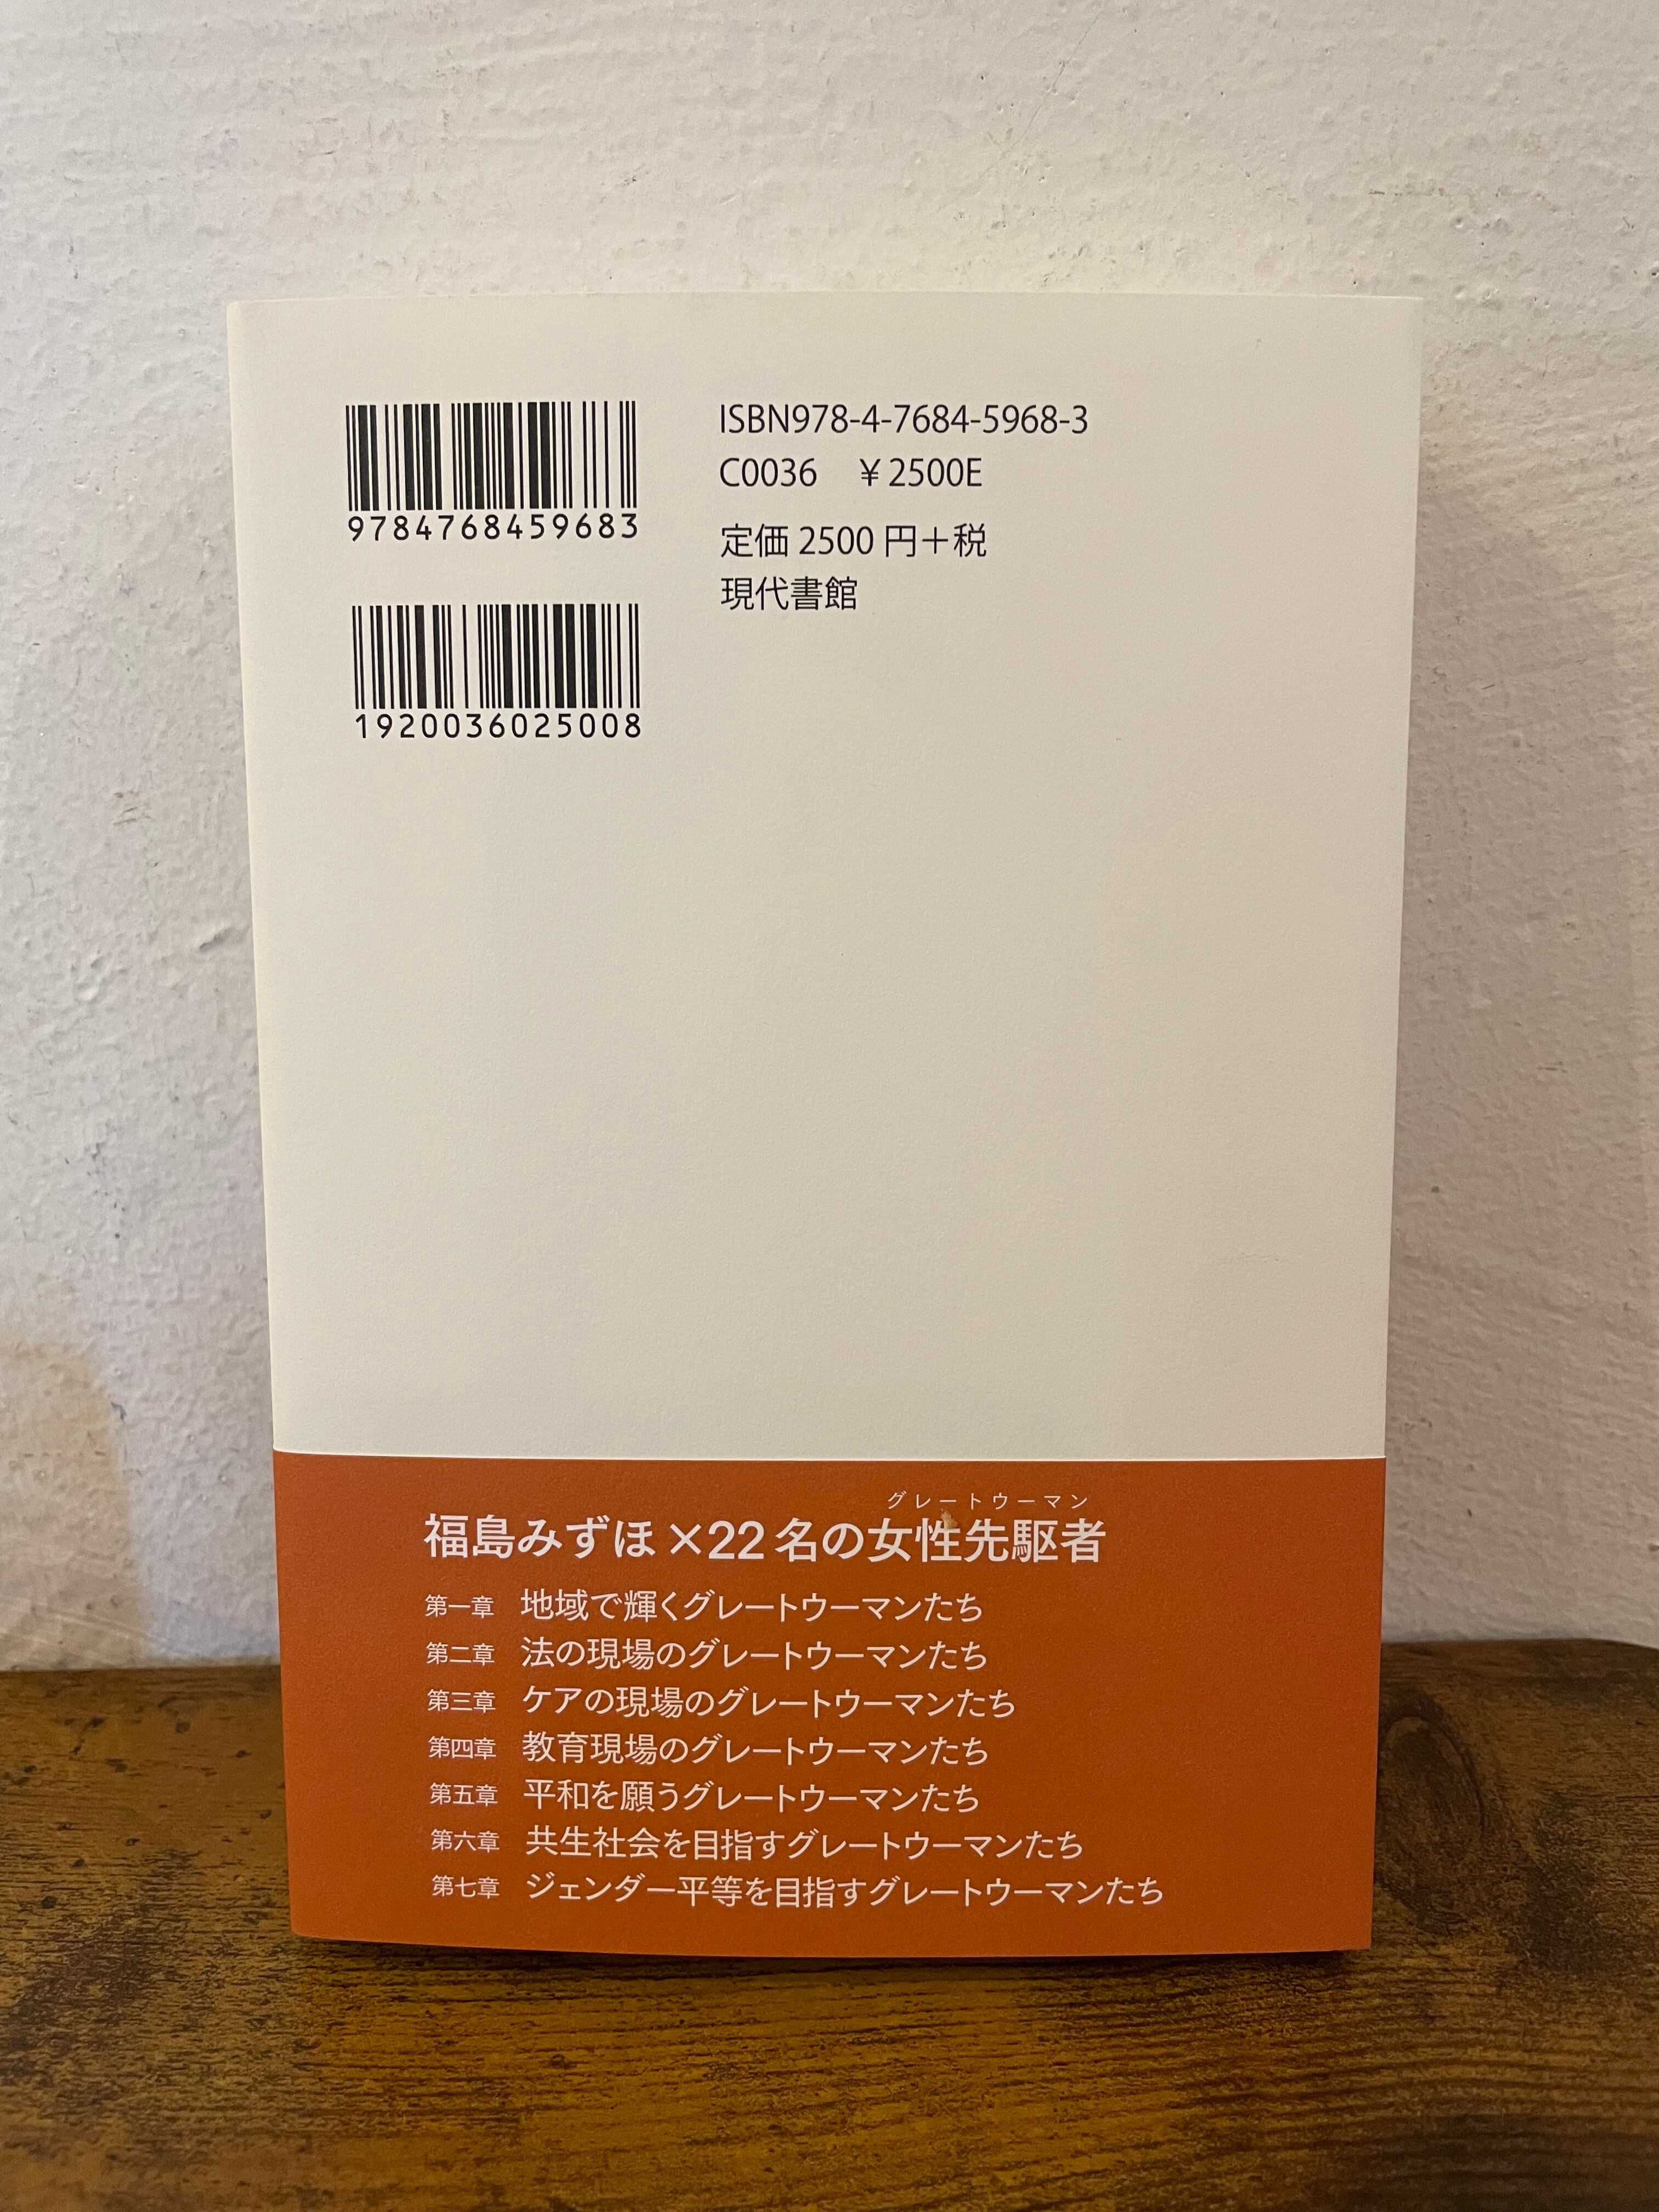 9784768459683
1920036025008
ISBN978-4-7684-5968-3
C0036 ￥2500E
定価 2500 円＋税
現代書館
グレートウーマン
福島みずほ×22名の女性先駆者
第一章 地域で輝くグレートウーマンたち
第二章 法の現場のグレートウーマンたち
第三章 ケアの現場のグレートウーマンたち
第四章 教育現場のグレートウーマンたち
第五章 平和を願うグレートウーマンたち
第六章 共生社会を目指すグレートウーマンたち
第七章 ジェンダー平等を目指すグレートウーマンたち